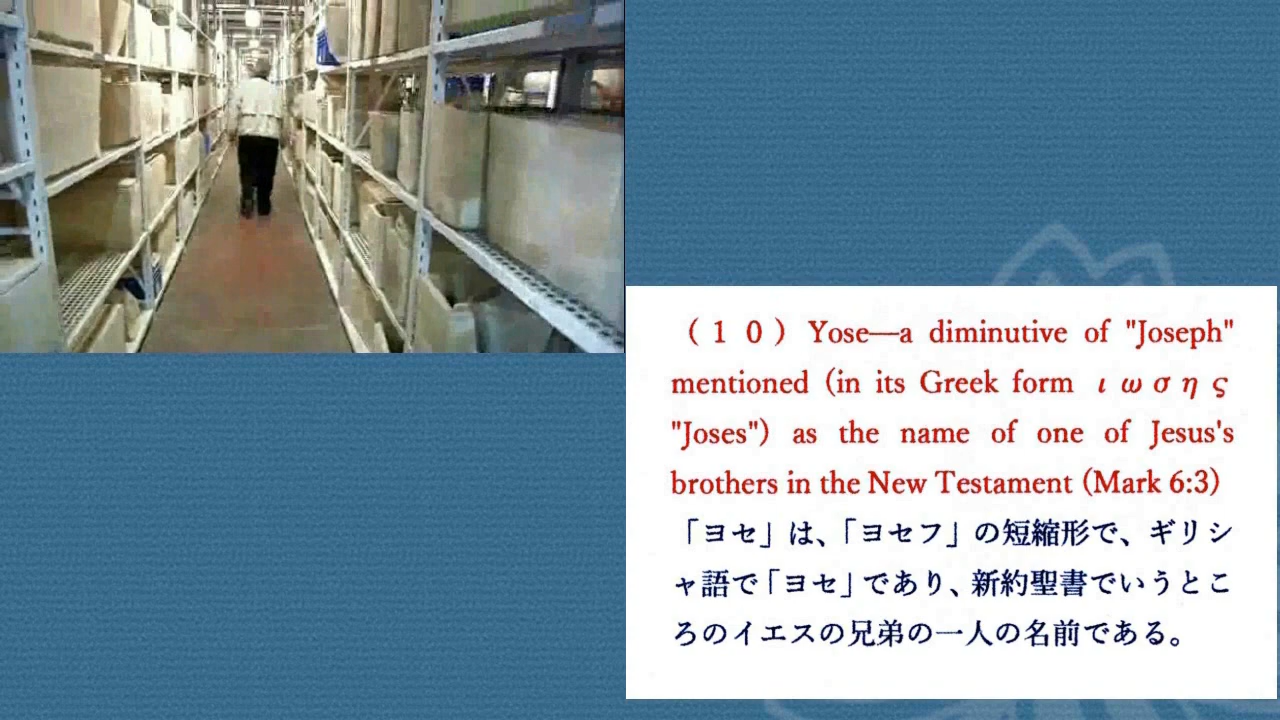 （１０）Yose—a diminutive of "Joseph"
mentioned (in its Greek form ιωσης
"Joses") as the name of one of Jesus's
brothers in the New Testament (Mark 6:3)
「ヨセ」は、「ヨセフ」の短縮形で、ギリシ
ャ語で「ヨセ」であり、新約聖書でいうとこ
ろのイエスの兄弟の一人の名前である。